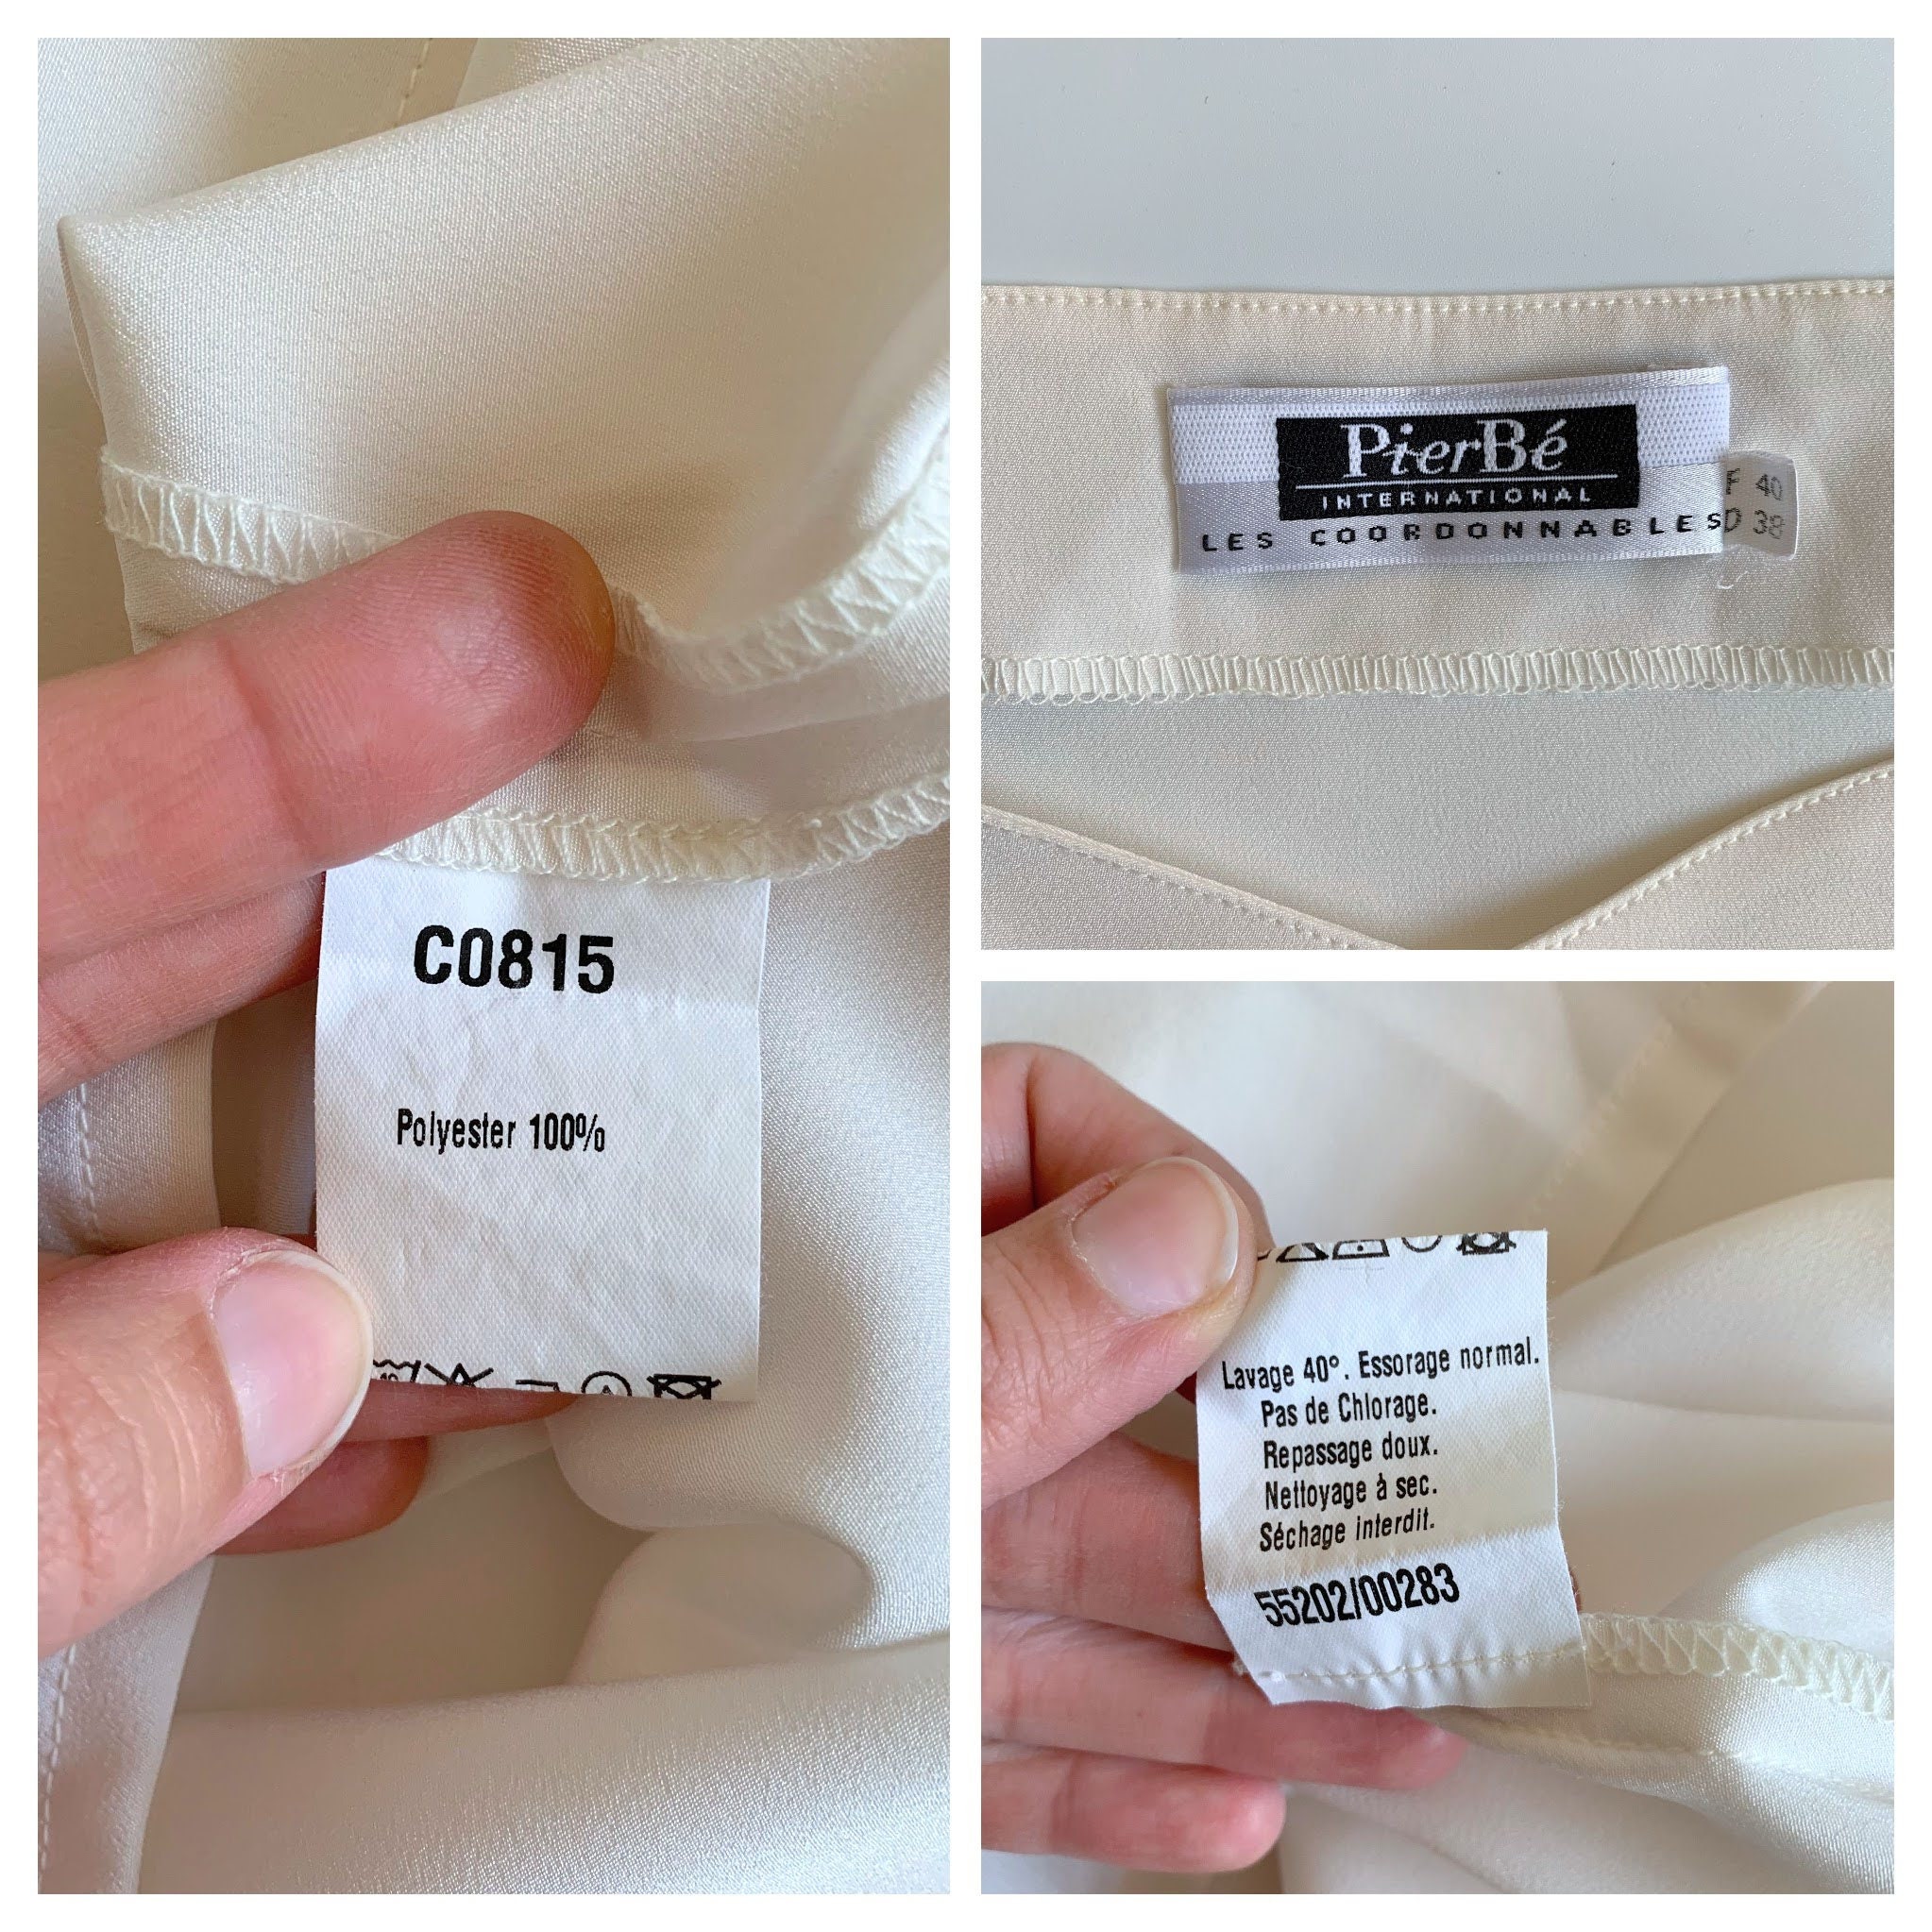 C0815
Polyester 100%
PierBé
INTERNATIONAL
LES COORDONNABLES
F 40
D 38
Lavage 40°. Essorage normal.
Pas de Chlorage.
Repassage doux.
Nettoyage à sec.
Séchage interdit.
55202/00283